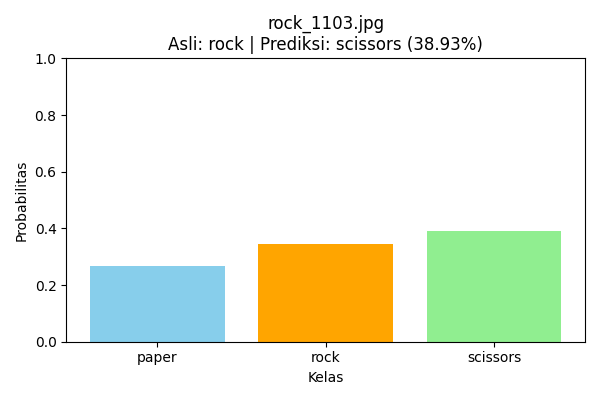 rock_1103.jpg
Asli: rock | Prediksi: scissors (38.93%)
1.0
0.8
0.6
0.4
0.2
0.0
Probabilitas
paper rock scissors
Kelas